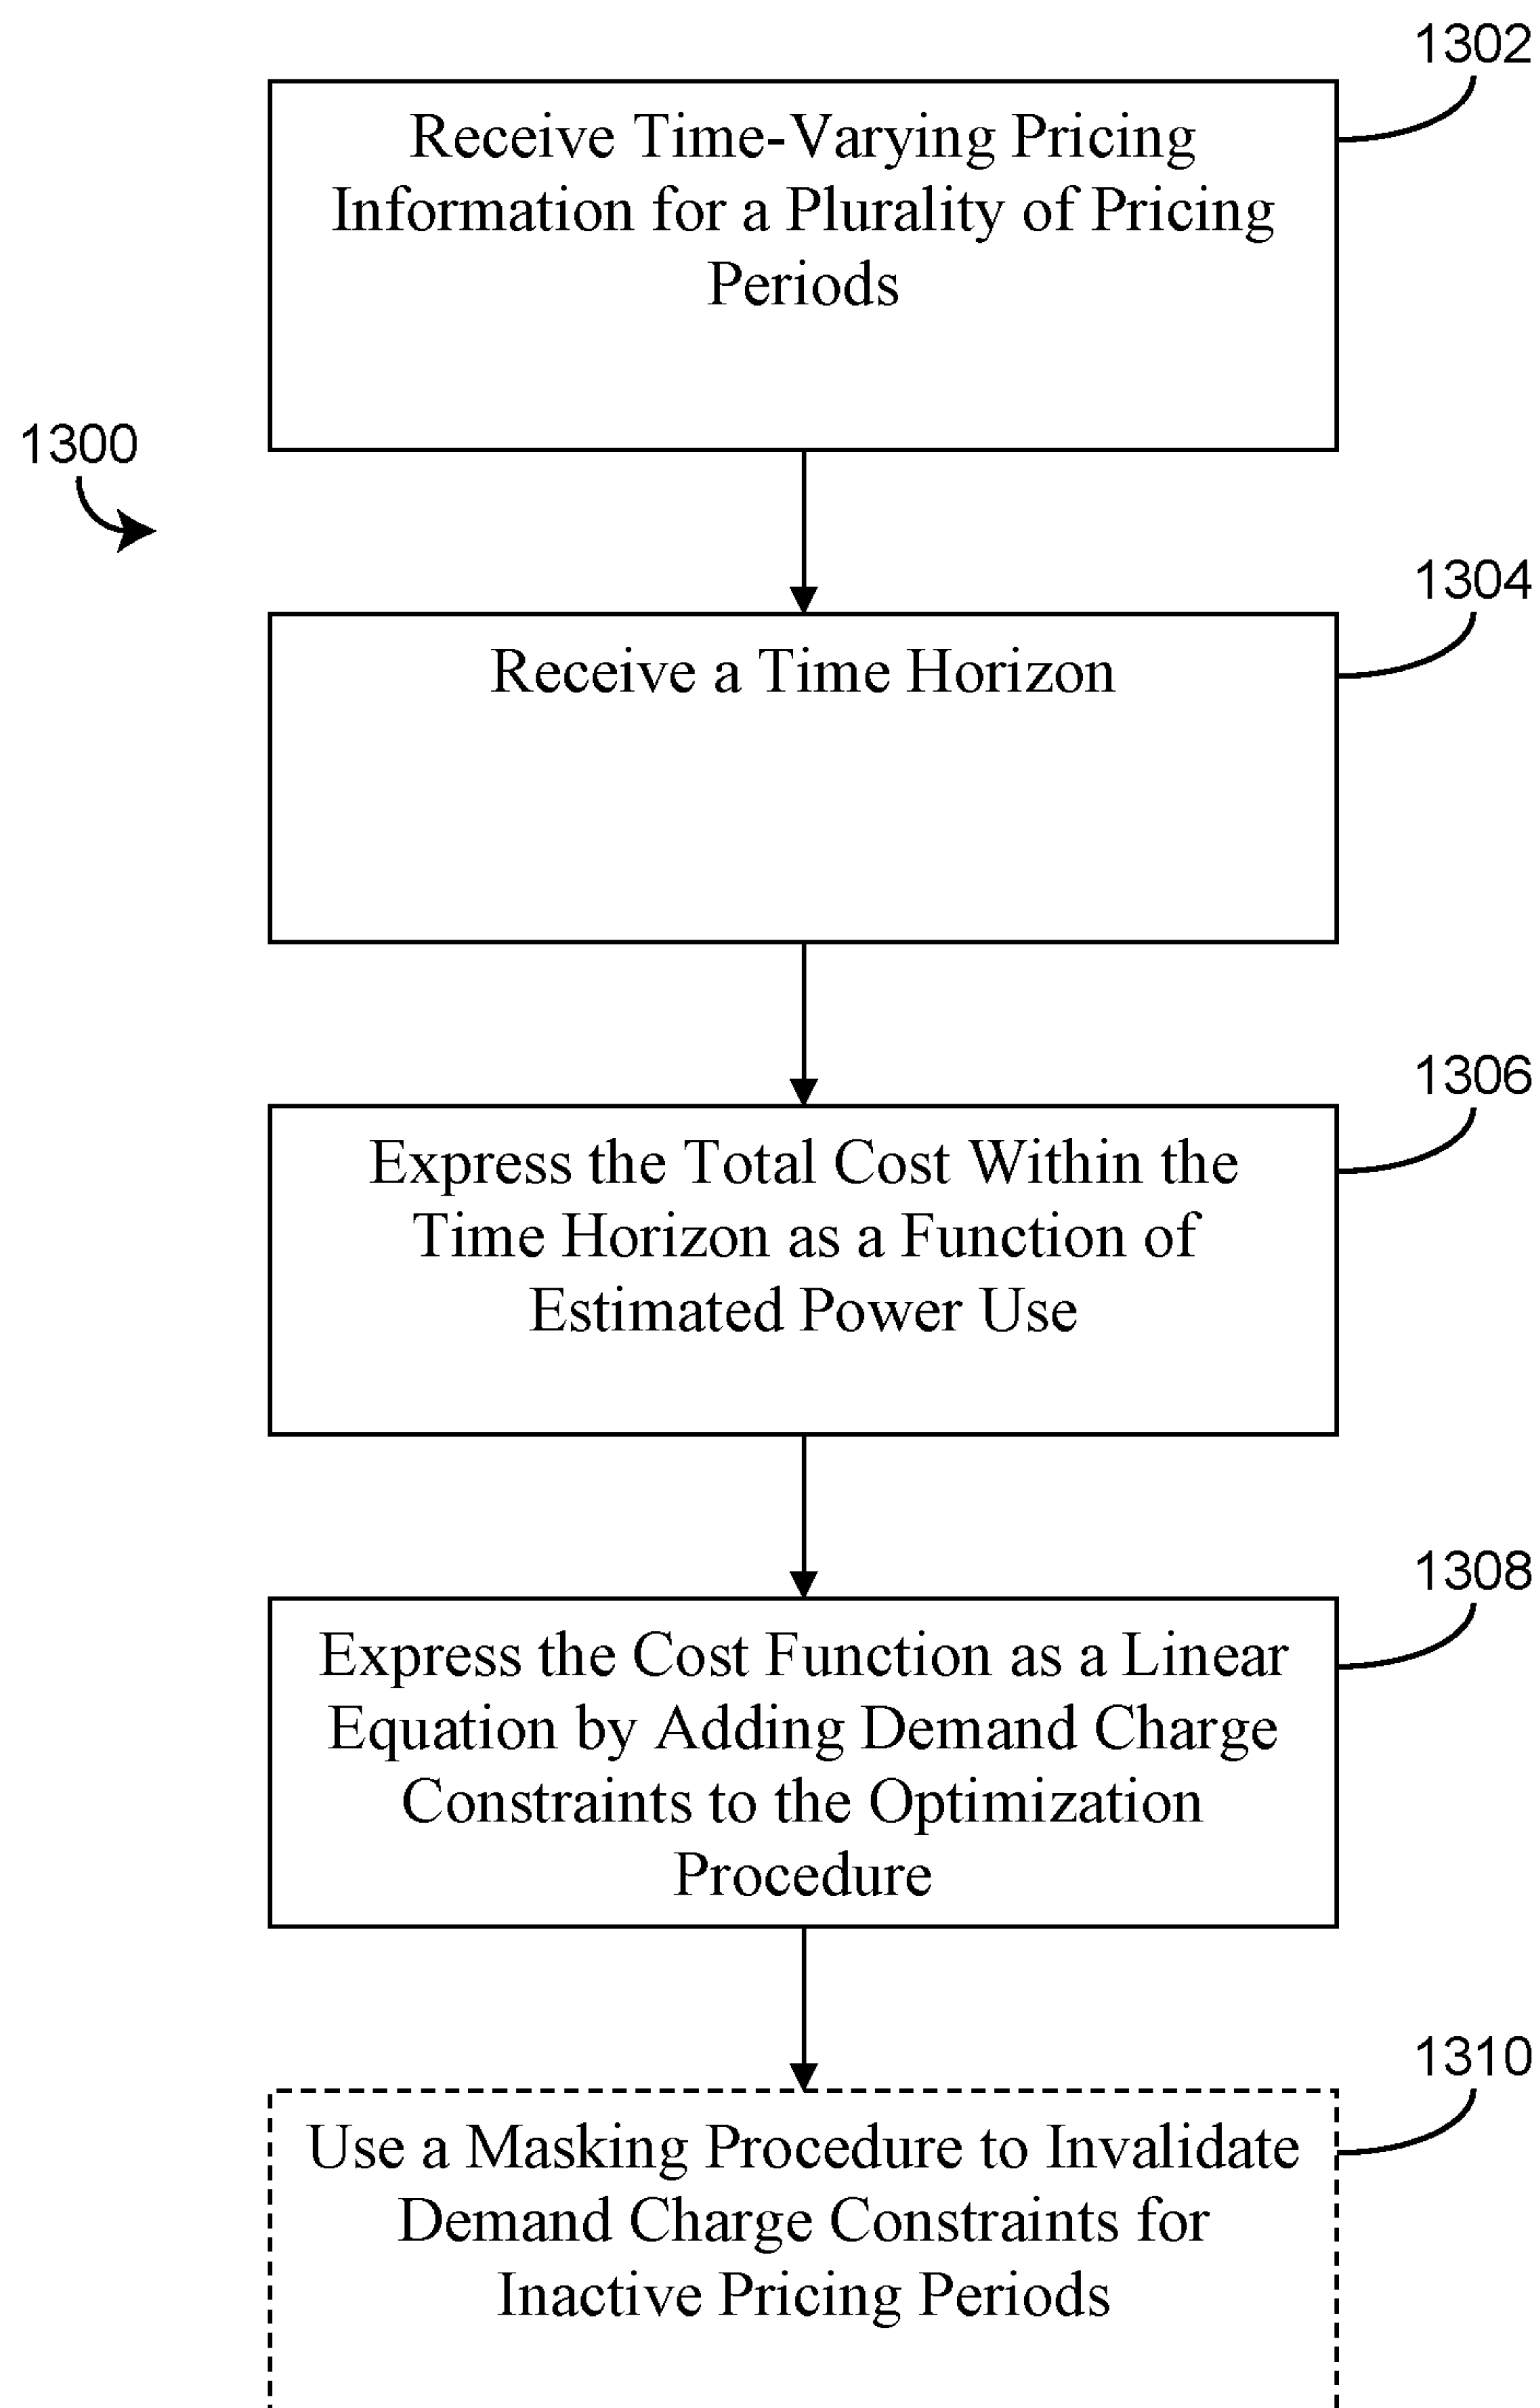 1302
Receive Time-Varying Pricing
Information for a Plurality of Pricing
Periods
1300
1304
Receive a Time Horizon
1306
Express the Total Cost Within the
Time Horizon as a Function of
Estimated Power Use
1308
Express the Cost Function as a Linear
Equation by Adding Demand Charge
Constraints to the Optimization
Procedure
1310
Use a Masking Procedure to Invalidate
Demand Charge Constraints for
Inactive Pricing Periods